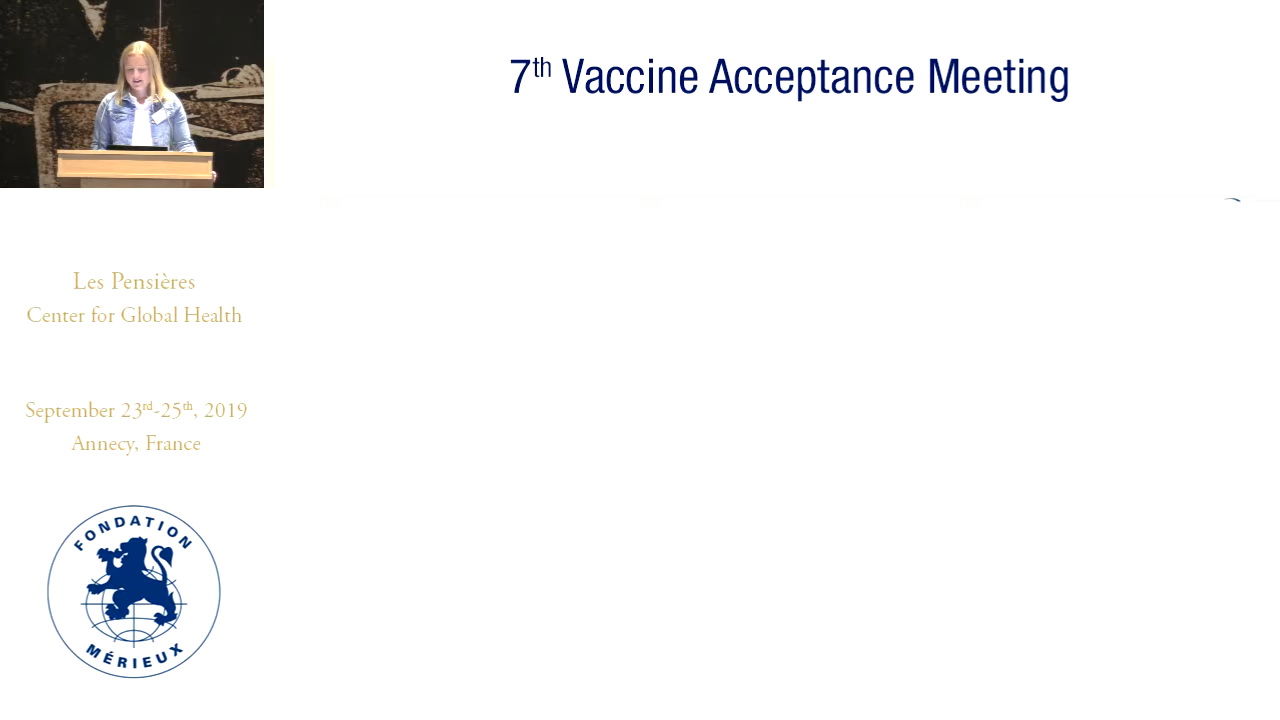 7th Vaccine Acceptance Meeting
Les Pensières
Center for Global Health
September 23rd-25th, 2019
Annecy, France
FONDATION
MÉRIEUX